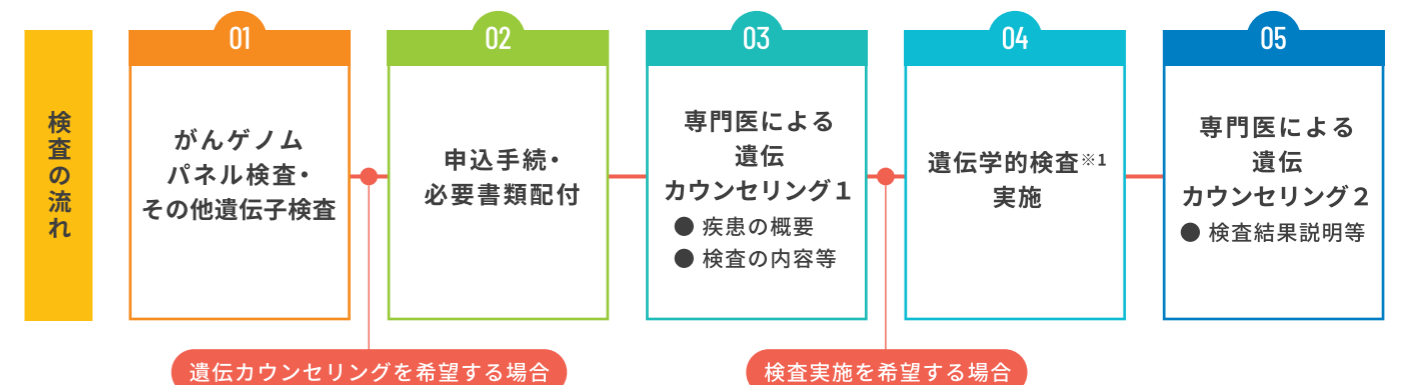 検査の流れ
01
がんゲノム
パネル検査・
その他遺伝子検査
02
申込手続・
必要書類配付
03
専門医による
遺伝
カウンセリング1
● 疾患の概要
● 検査の内容等
04
遺伝学的検査※1
実施
05
専門医による
遺伝
カウンセリング2
● 検査結果説明等
遺伝カウンセリングを希望する場合
検査実施を希望する場合